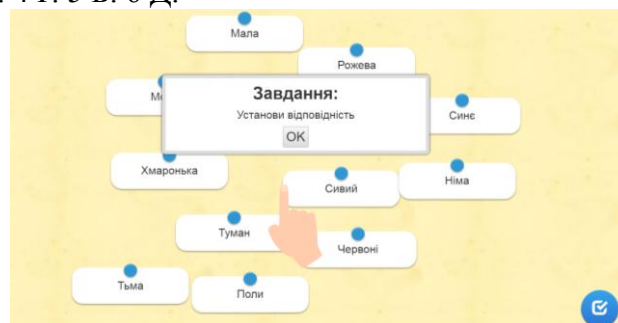 Мала
Рожева
Завдання:
Установи відповідність
OK
Синє
Хмаронька
Сивий
Німа
Туман
Червоні
Тьма
Поли